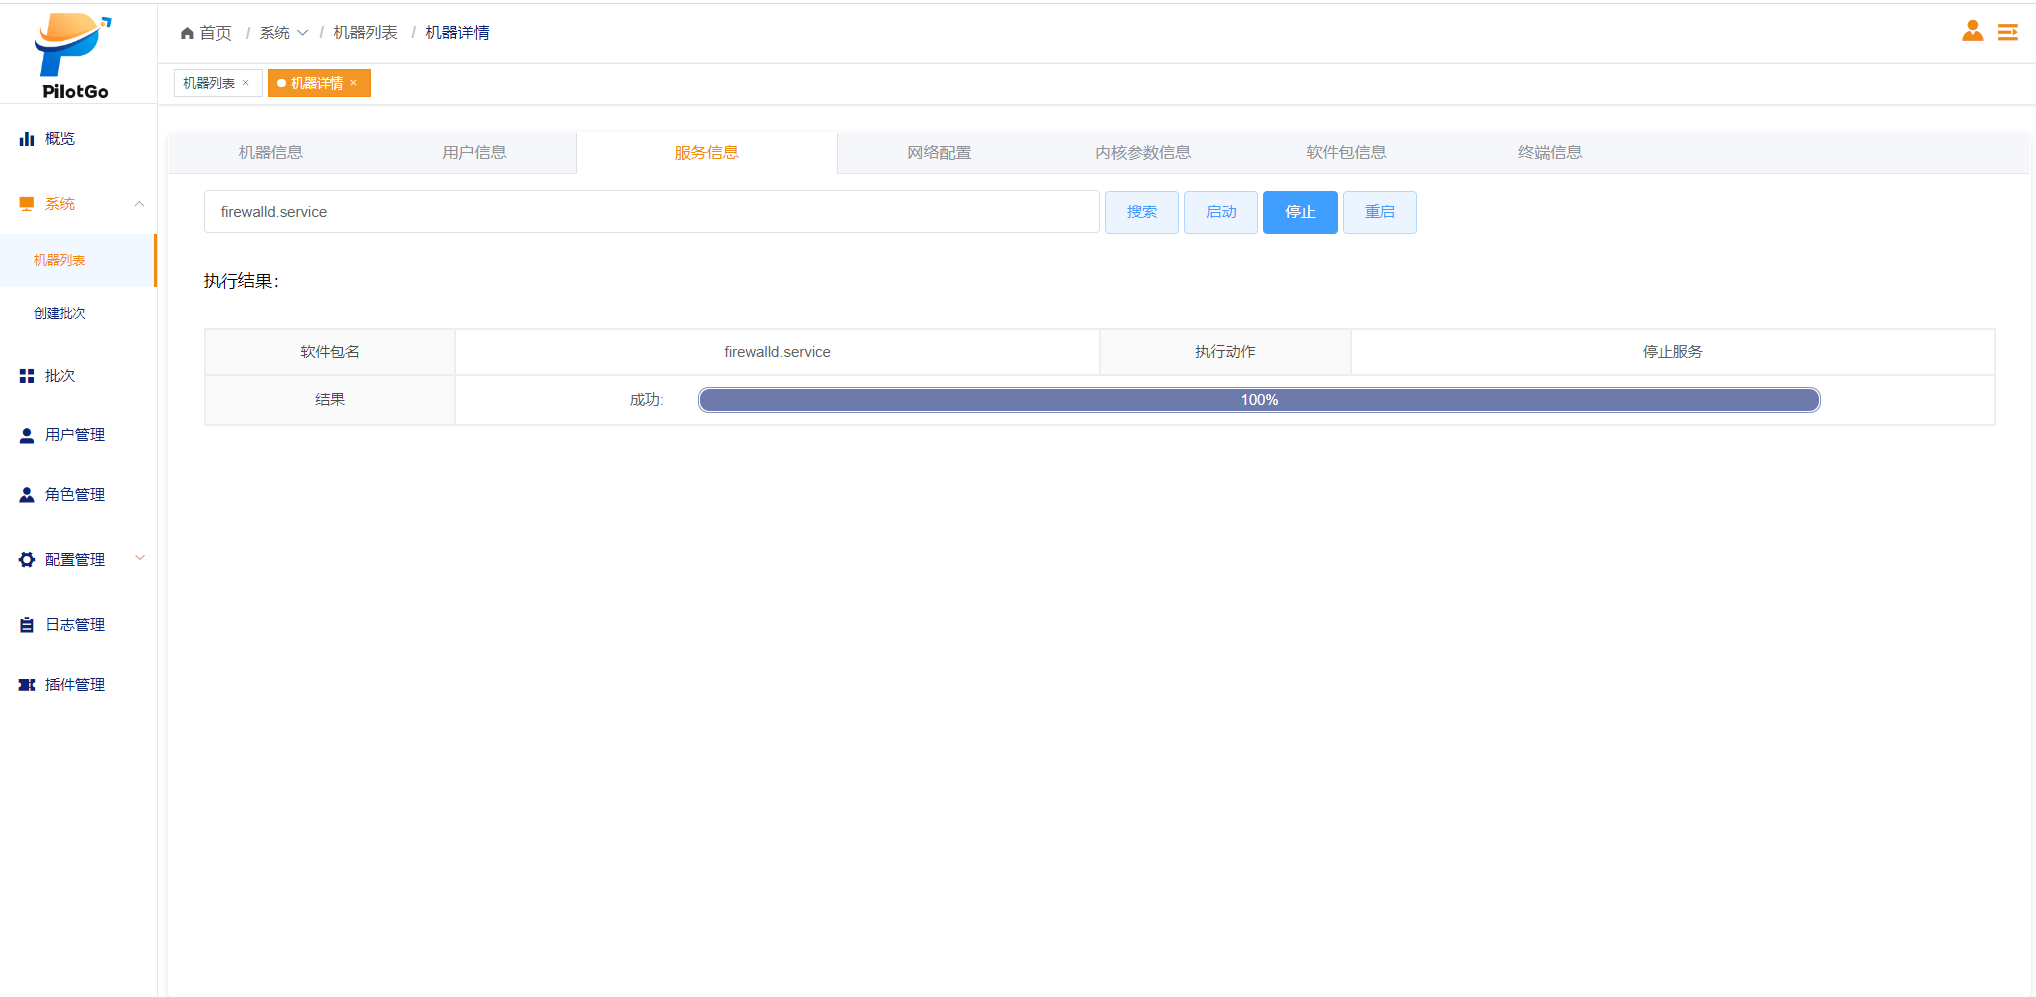 PilotGo
首页 / 系统 / 机器列表 / 机器详情
机器列表 × 机器详情 ×
概览
系统
机器列表
创建批次
批次
用户管理
角色管理
配置管理
日志管理
插件管理
机器信息 用户信息 服务信息 网络配置 内核参数信息 软件包信息 终端信息
firewalld.service 搜索 启动 停止 重启
执行结果：
软件包名 firewalld.service 执行动作 停止服务
结果 成功: 100%